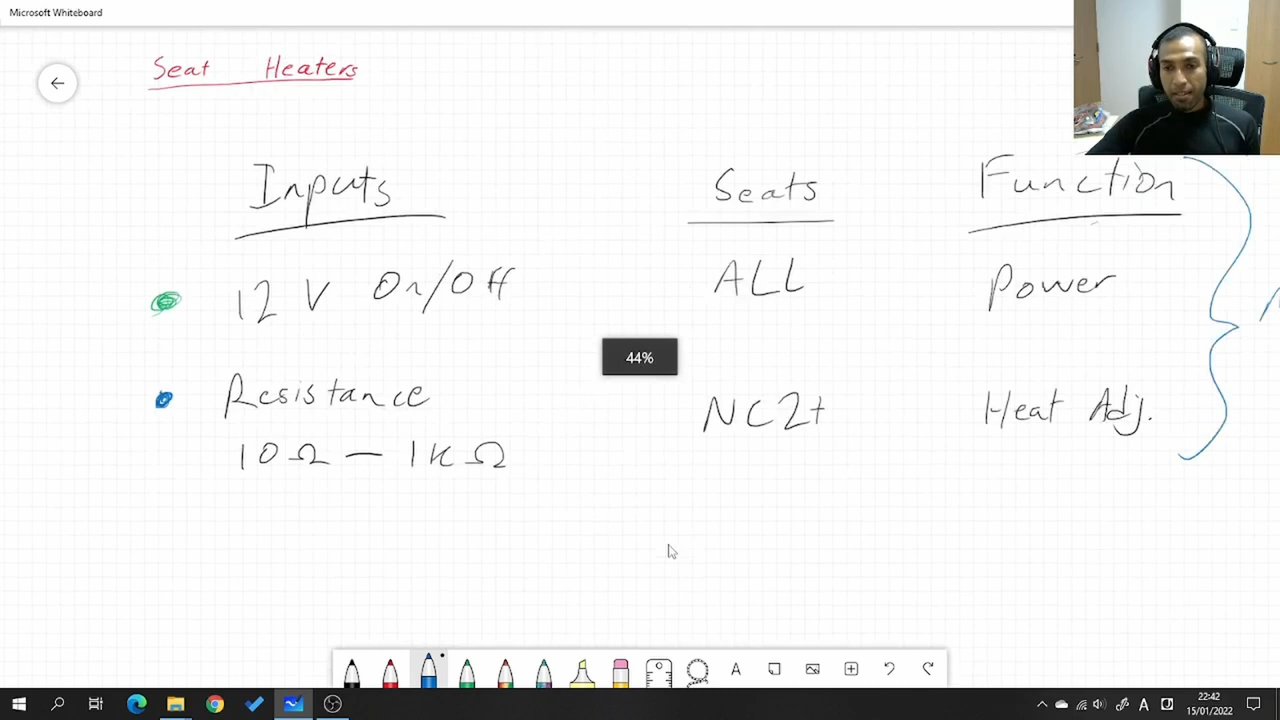 Microsoft Whiteboard
Seat Heaters
Inputs Seats Function
12 V On/Off ALL Power
44%
Resistance NC2+ Heat Adj.
10Ω — 1kΩ
A
A
22:42
15/01/2022